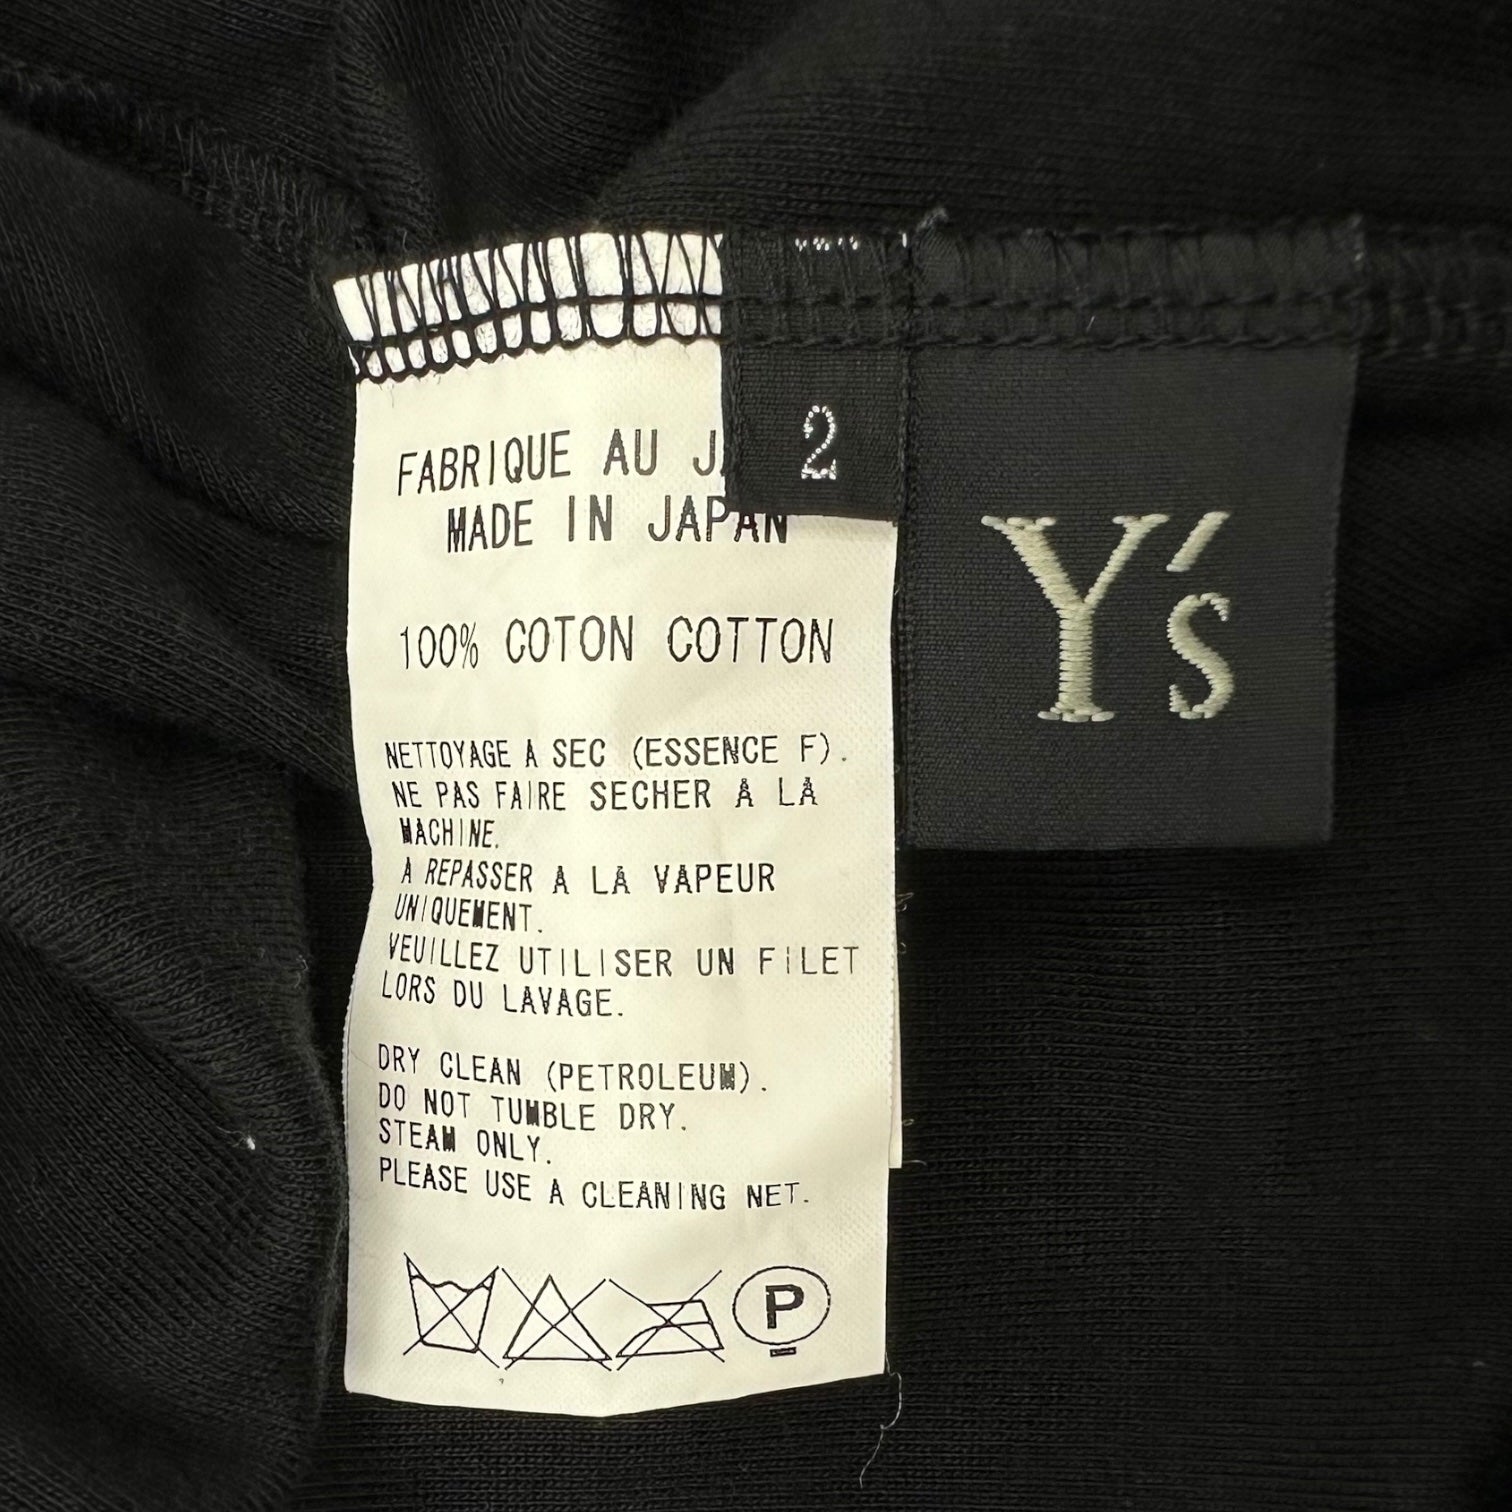 FABRIQUE AU
MADE IN JAPAN
100% COTON COTTON
NETTOYAGE A SEC (ESSENCE F).
NE PAS FAIRE SECHER A LA
MACHINE.
A REPASSER A LA VAPEUR
UNIQUEMENT.
VEUILLEZ UTILISER UN FILET
LORS DU LAVAGE.
DRY CLEAN (PETROLEUM).
DO NOT TUMBLE DRY.
STEAM ONLY.
PLEASE USE A CLEANING NET.
P
2
Y's